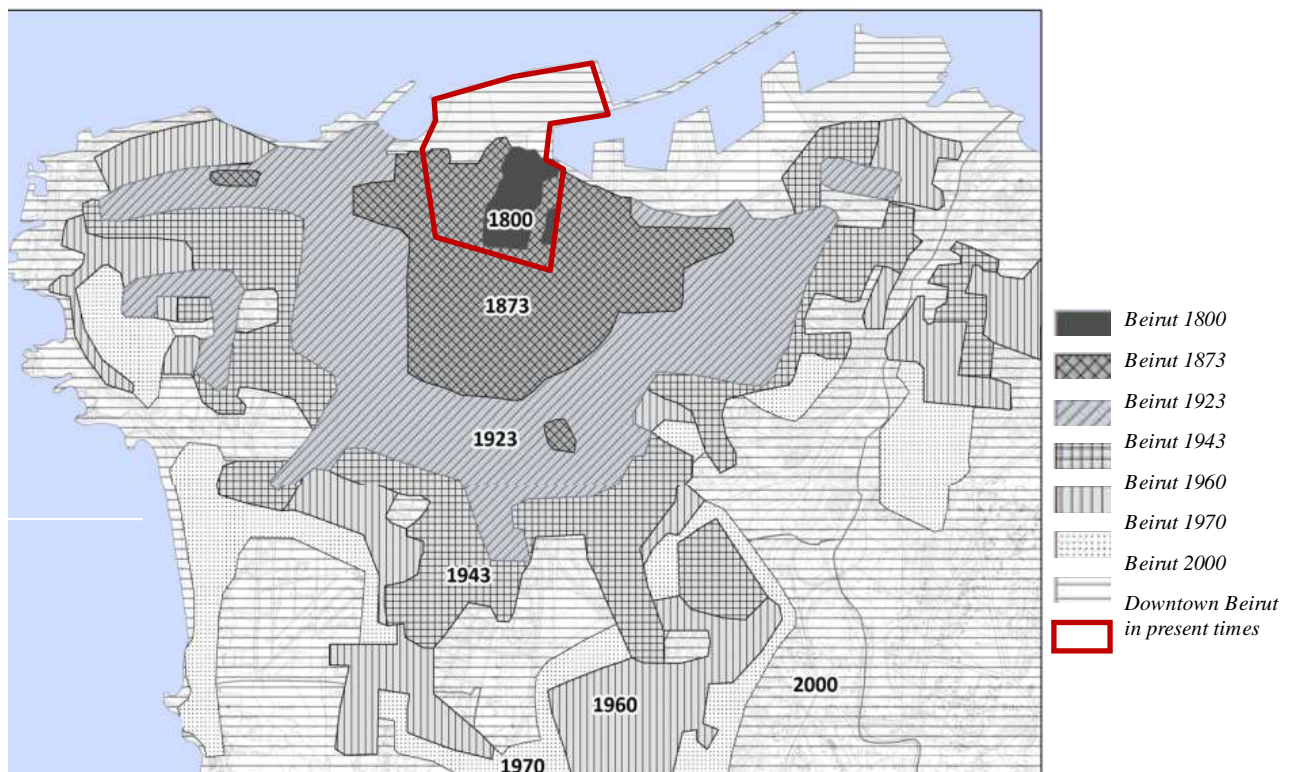 1800
1873
1923
1943
1960
2000
1970
Beirut 1800
Beirut 1873
Beirut 1923
Beirut 1943
Beirut 1960
Beirut 1970
Beirut 2000
Downtown Beirut
in present times